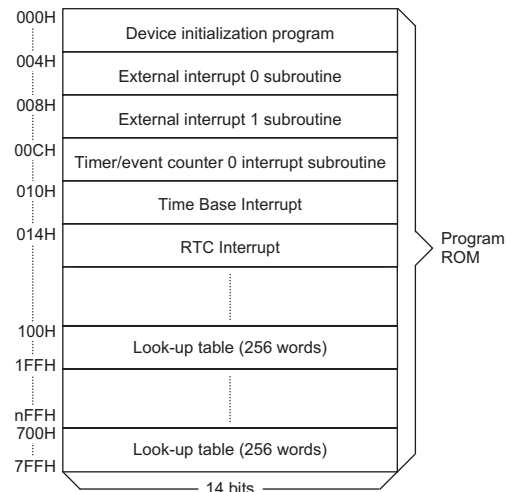 000H
Device initialization program
004H
External interrupt 0 subroutine
008H
External interrupt 1 subroutine
00CH
Timer/event counter 0 interrupt subroutine
010H
Time Base Interrupt
014H
RTC Interrupt
Program
ROM
100H
Look-up table (256 words)
1FFH
nFFH
700H
Look-up table (256 words)
7FFH
14 bits